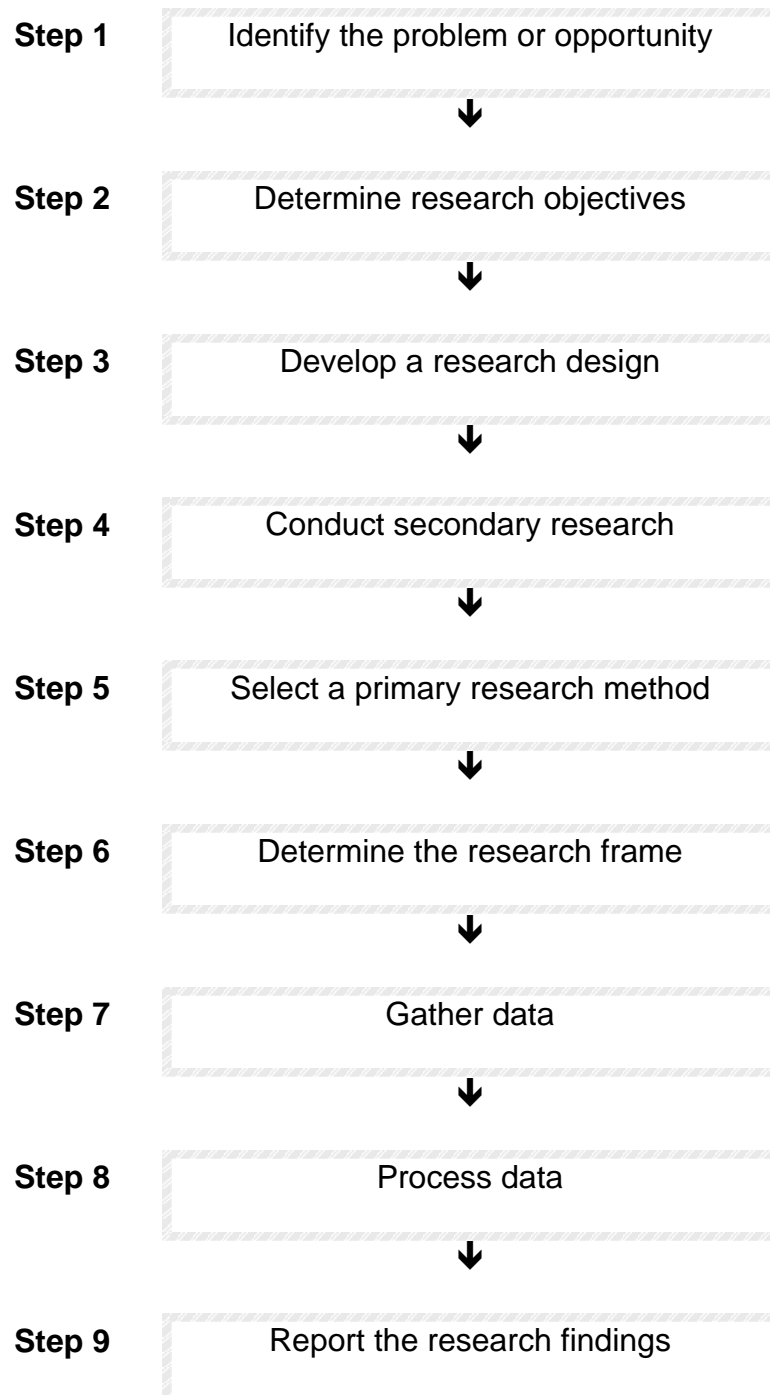 Step 1 Identify the problem or opportunity
Step 2 Determine research objectives
Step 3 Develop a research design
Step 4 Conduct secondary research
Step 5 Select a primary research method
Step 6 Determine the research frame
Step 7 Gather data
Step 8 Process data
Step 9 Report the research findings